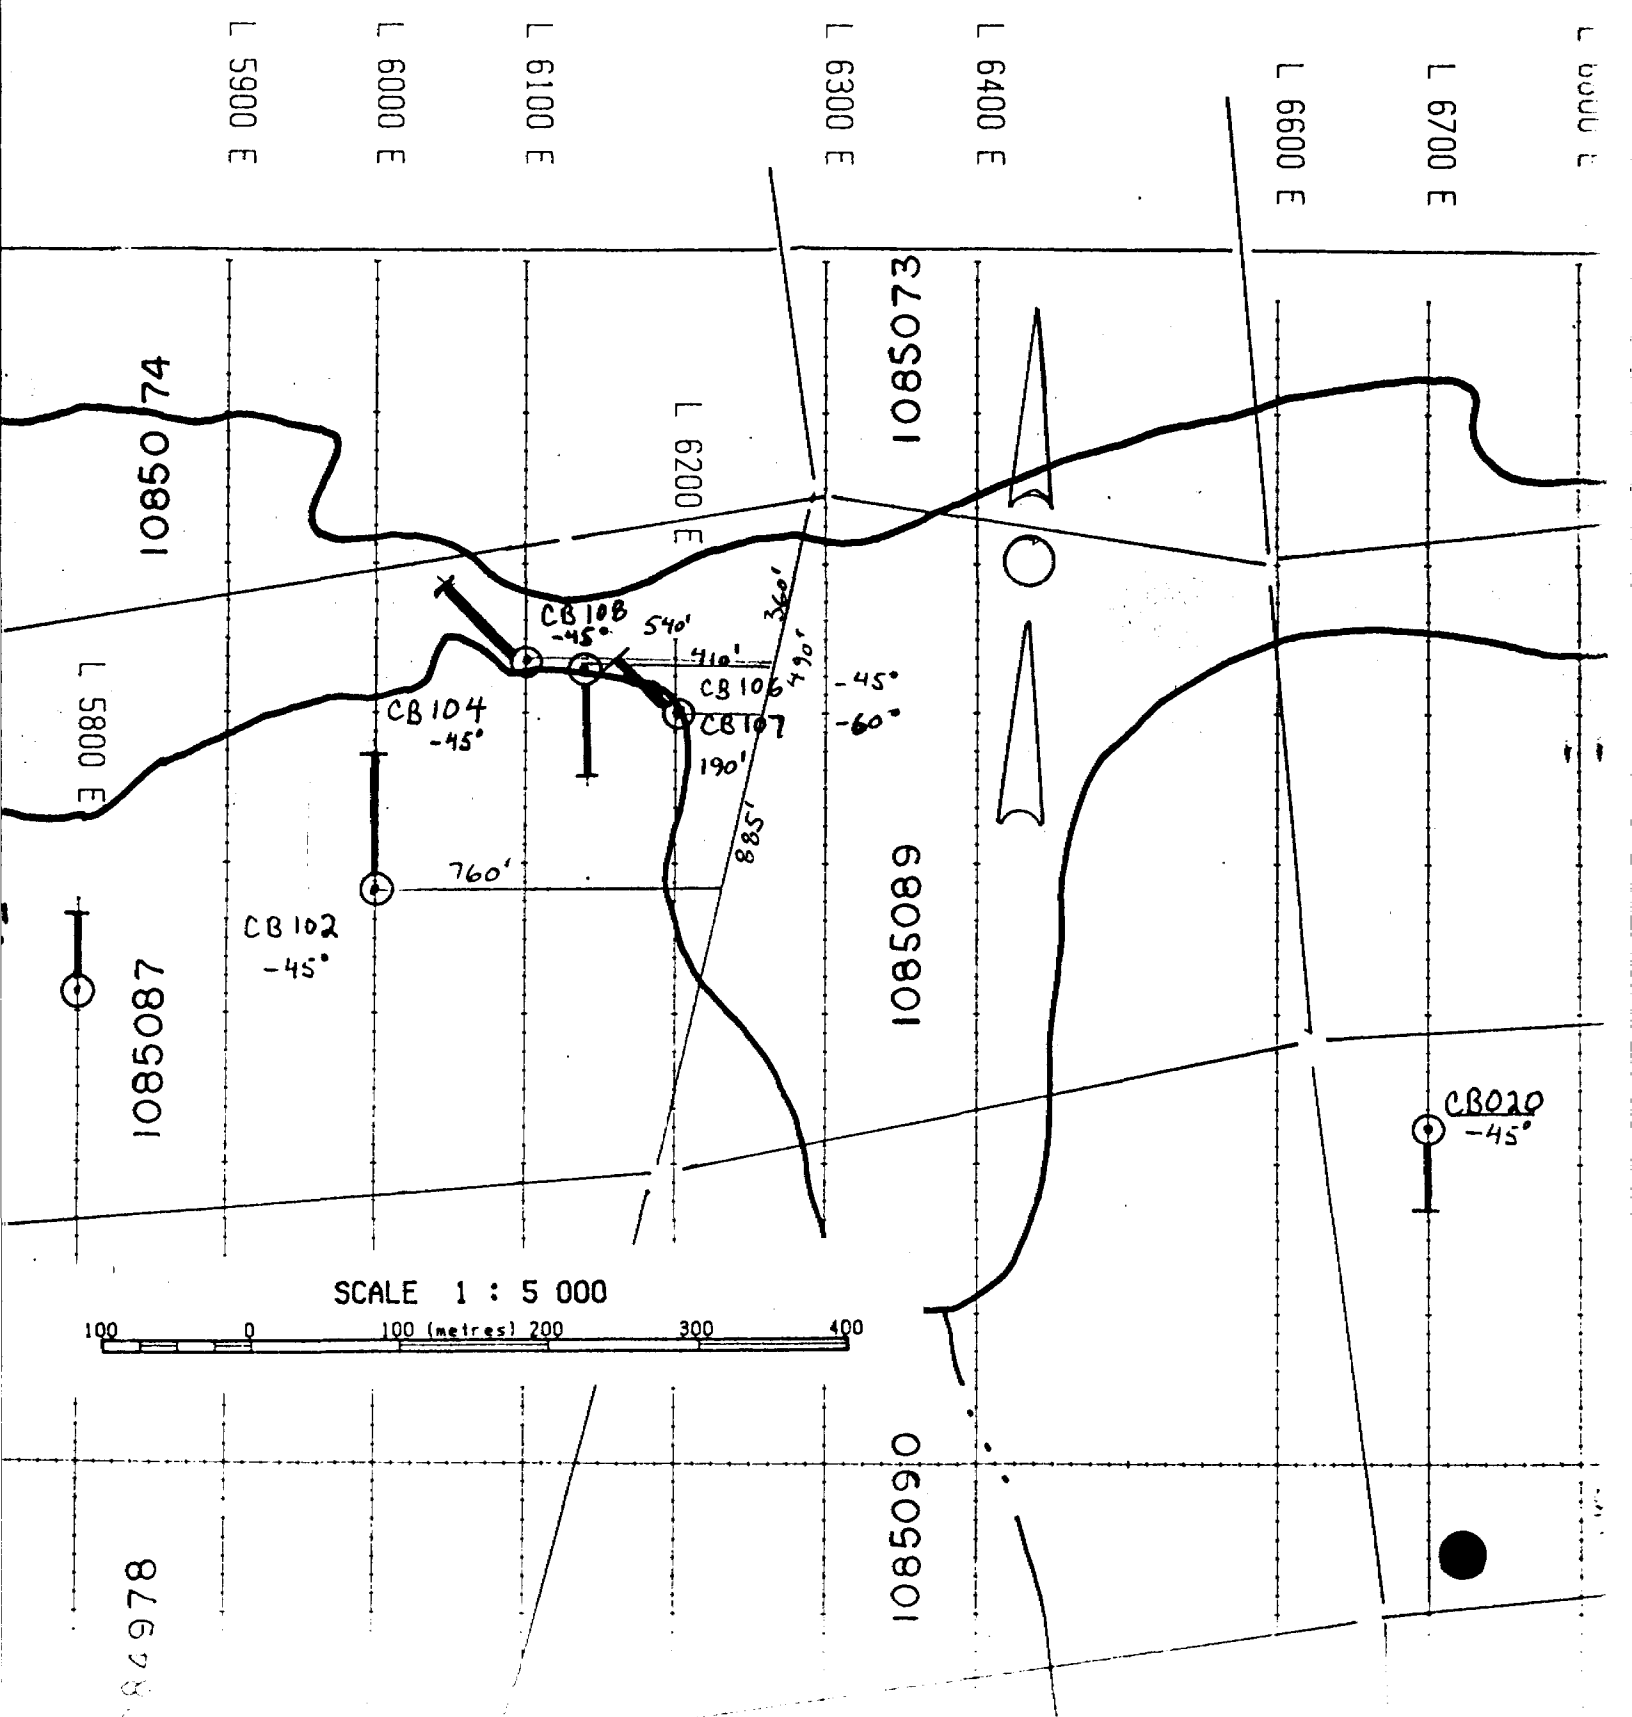 L 5900 E
L 6000 E
L 6100 E
L 6300 E
L 6400 E
L 6600 E
L 6700 E
1085074
1085073
L 6200 E
360'
CB 108
-45°
540'
410'
490'
CB 106 -45°
CB 107 -60°
CB 104
-45°
190'
L 5800 E
885'
760'
CB 102
-45°
1085087
1085089
CB020
-45°
SCALE 1 : 5 000
100 0 100 (metres) 200 300 400
1085090